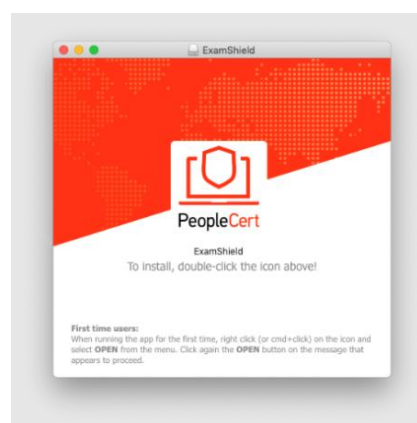 ExamShield
PeopleCert
ExamShield
To install, double-click the icon above!
First time users:
When running the app for the first time, right click (or cmd+click) on the icon and
select OPEN from the menu. Click again the OPEN button on the message that
appears to proceed.